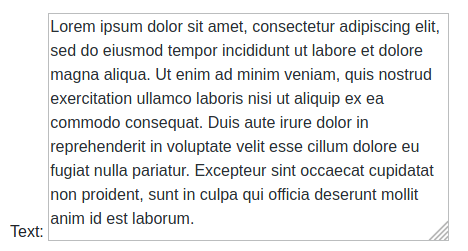 Lorem ipsum dolor sit amet, consectetur adipiscing elit,
sed do eiusmod tempor incididunt ut labore et dolore
magna aliqua. Ut enim ad minim veniam, quis nostrud
exercitation ullamco laboris nisi ut aliquip ex ea
commodo consequat. Duis aute irure dolor in
reprehenderit in voluptate velit esse cillum dolore eu
fugiat nulla pariatur. Excepteur sint occaecat cupidatat
non proident, sunt in culpa qui officia deserunt mollit
anim id est laborum.
Text: